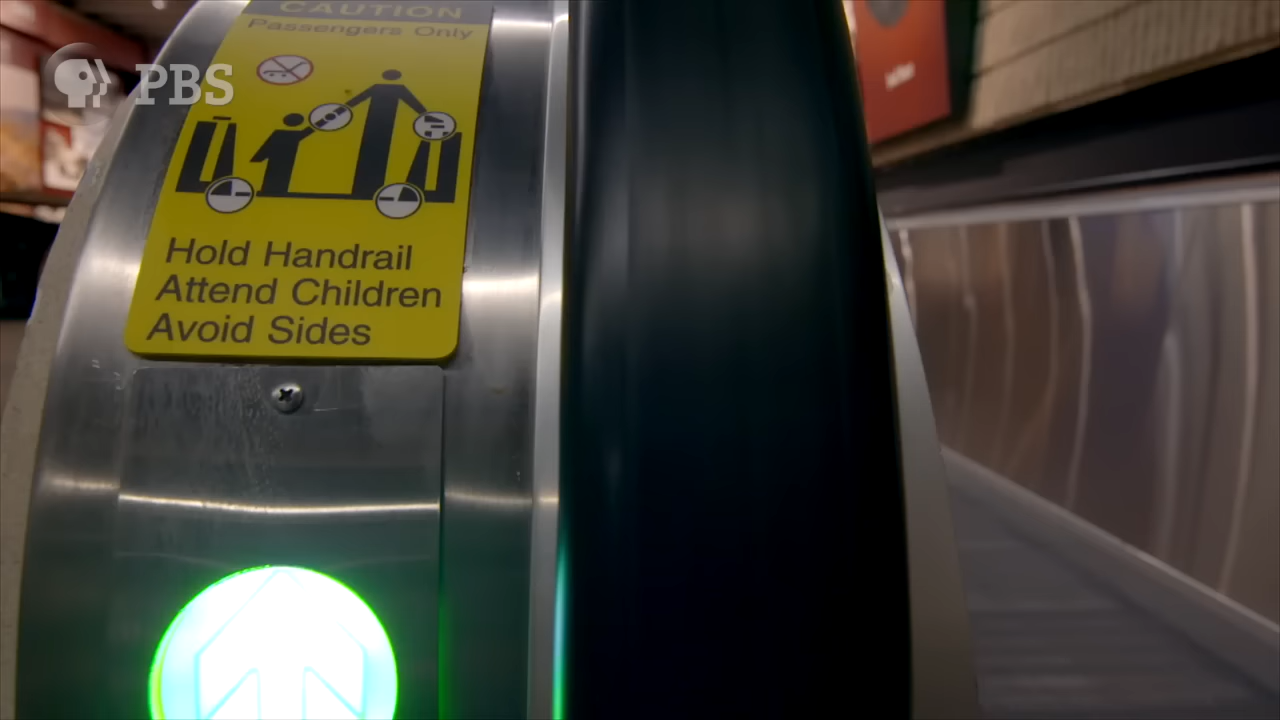 CAUTION
Passengers Only
PBS
Hold Handrail
Attend Children
Avoid Sides